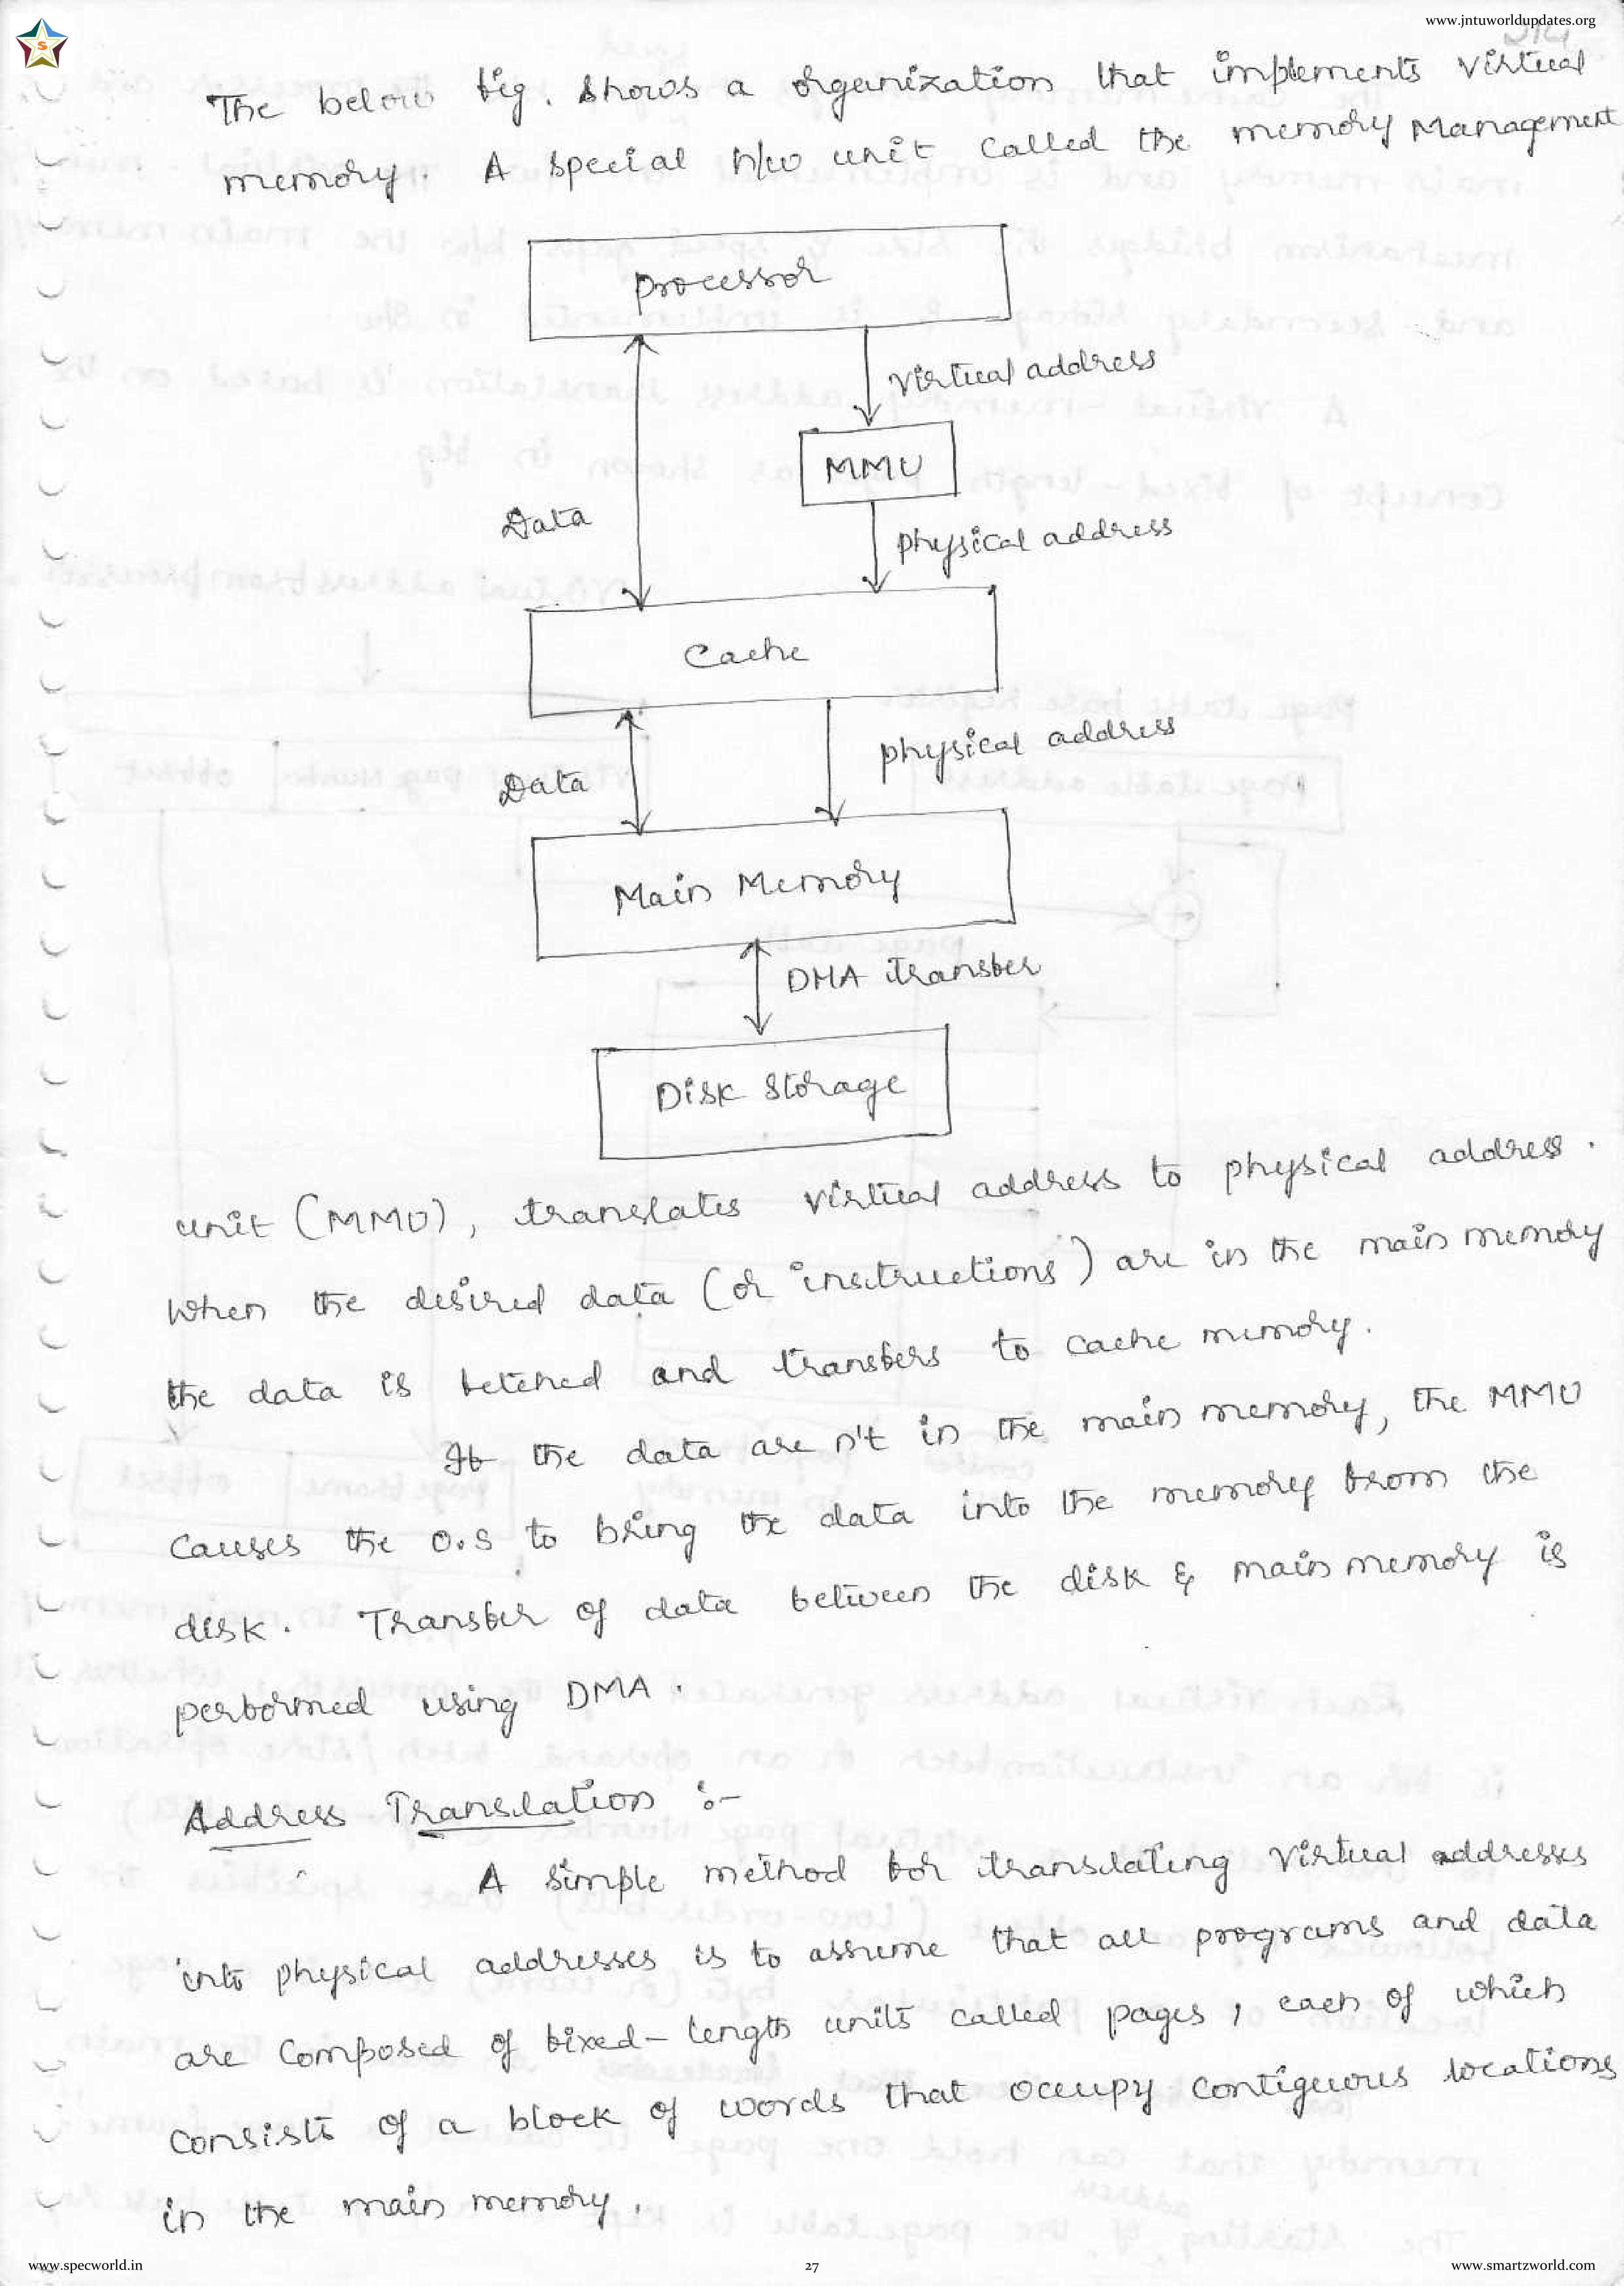 www.jntuworldupdates.org
S
214
The below fig. shows a organization that implements virtual
memory. A special h/w unit called the memory Management
Processor
Virtual address
MMU
Data
Physical address
Cache
Data
physical address
Main Memory
DMA transfer
Disk Storage
unit (MMU), translates virtual address to physical address.
When the desired data (or instructions) are in the main memory
the data is fetched and transfers to cache memory.
If the data are n't in the main memory, the MMU
causes the O.S to bring the data into the memory from the
disk. Transfer of data between the disk & main memory is
performed using DMA.
Address Translation :-
A simple method for translating virtual addresses
into physical addresses is to assume that all programs and data
are composed of fixed-length units called pages, each of which
consists of a block of words that occupy contiguous locations
in the main memory.
www.specworld.in
27
www.smartzworld.com